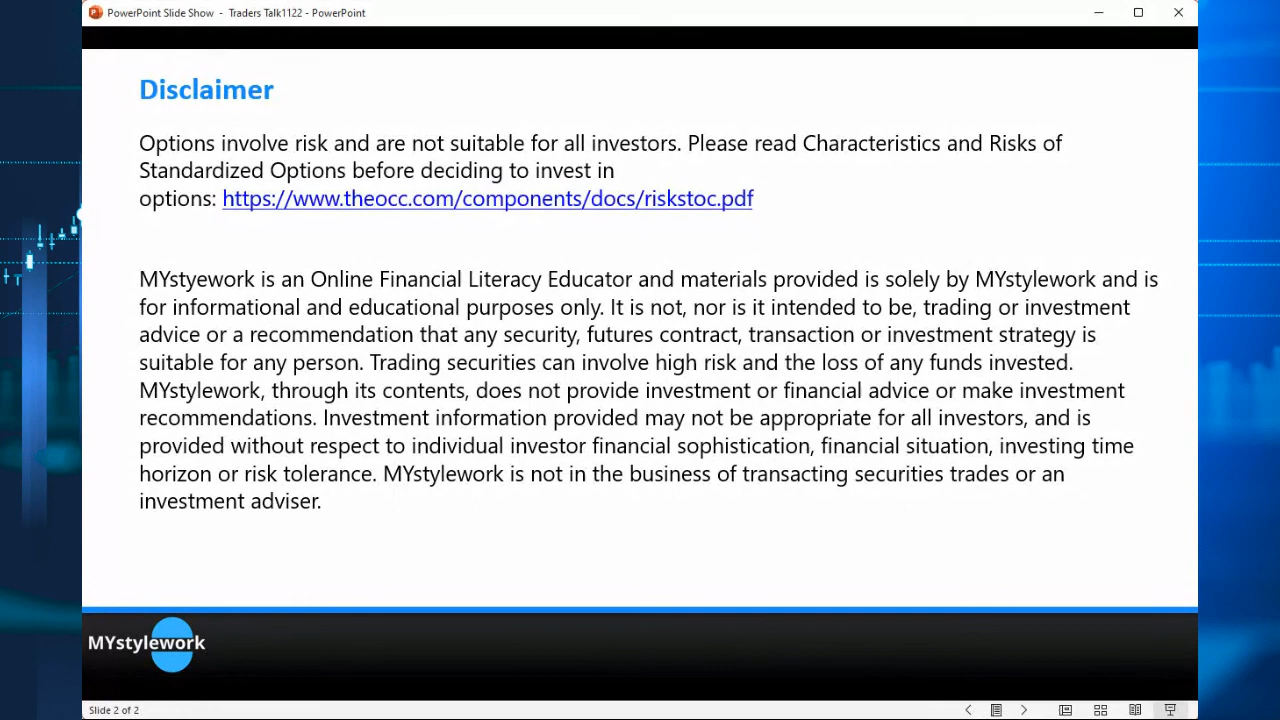 PowerPoint Slide Show - Traders Talk1122 - PowerPoint
Disclaimer
Options involve risk and are not suitable for all investors. Please read Characteristics and Risks of
Standardized Options before deciding to invest in
options: https://www.theocc.com/components/docs/riskstoc.pdf
MYstyework is an Online Financial Literacy Educator and materials provided is solely by MYstylework and is
for informational and educational purposes only. It is not, nor is it intended to be, trading or investment
advice or a recommendation that any security, futures contract, transaction or investment strategy is
suitable for any person. Trading securities can involve high risk and the loss of any funds invested.
MYstylework, through its contents, does not provide investment or financial advice or make investment
recommendations. Investment information provided may not be appropriate for all investors, and is
provided without respect to individual investor financial sophistication, financial situation, investing time
horizon or risk tolerance. MYstylework is not in the business of transacting securities trades or an
investment adviser.
MYstylework
Slide 2 of 2